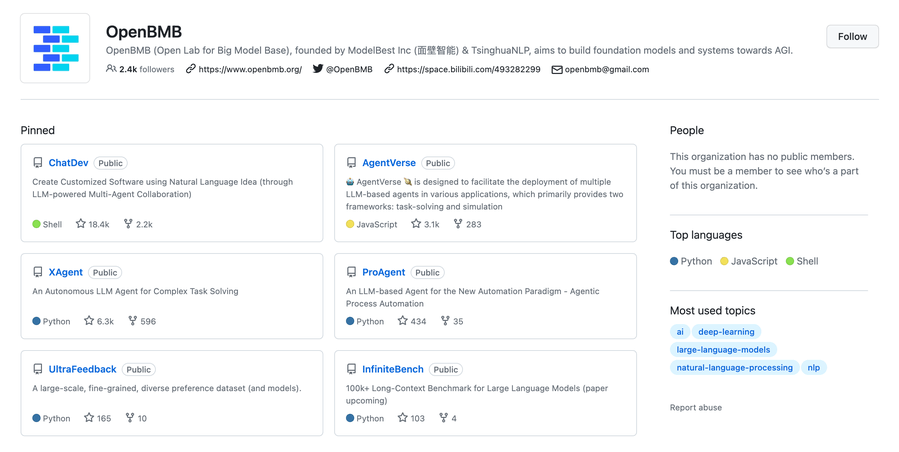 OpenBMB
OpenBMB (Open Lab for Big Model Base), founded by ModelBest Inc (面壁智能) & TsinghuaNLP, aims to build foundation models and systems towards AGI.
2.4k followers https://www.openbmb.org/ @OpenBMB https://space.bilibili.com/493282299 openbmb@gmail.com
Follow
Pinned
ChatDev Public
Create Customized Software using Natural Language Idea (through
LLM-powered Multi-Agent Collaboration)
Shell 18.4k 2.2k
AgentVerse Public
🤖 AgentVerse 🪐 is designed to facilitate the deployment of multiple
LLM-based agents in various applications, which primarily provides two
frameworks: task-solving and simulation
JavaScript 3.1k 283
XAgent Public
An Autonomous LLM Agent for Complex Task Solving
Python 6.3k 596
ProAgent Public
An LLM-based Agent for the New Automation Paradigm - Agentic
Process Automation
Python 434 35
UltraFeedback Public
A large-scale, fine-grained, diverse preference dataset (and models).
Python 165 10
InfiniteBench Public
100k+ Long-Context Benchmark for Large Language Models (paper
upcoming)
Python 103 4
People
This organization has no public members.
You must be a member to see who's a part
of this organization.
Top languages
Python JavaScript Shell
Most used topics
ai deep-learning
large-language-models
natural-language-processing nlp
Report abuse